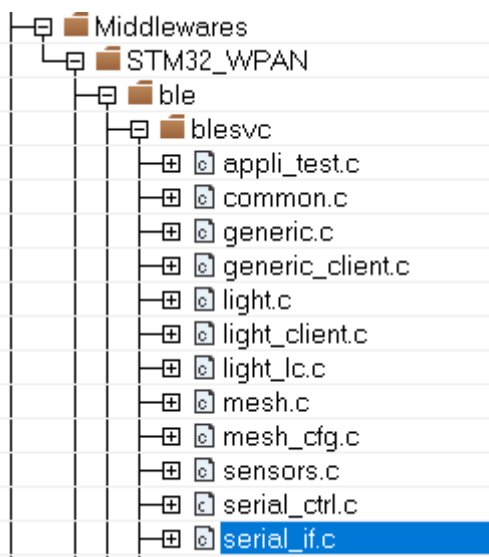 Middlewares
STM32_WPAN
ble
blesvc
appli_test.c
common.c
generic.c
generic_client.c
light.c
light_client.c
light_lc.c
mesh.c
mesh_cfg.c
sensors.c
serial_ctrl.c
serial_if.c